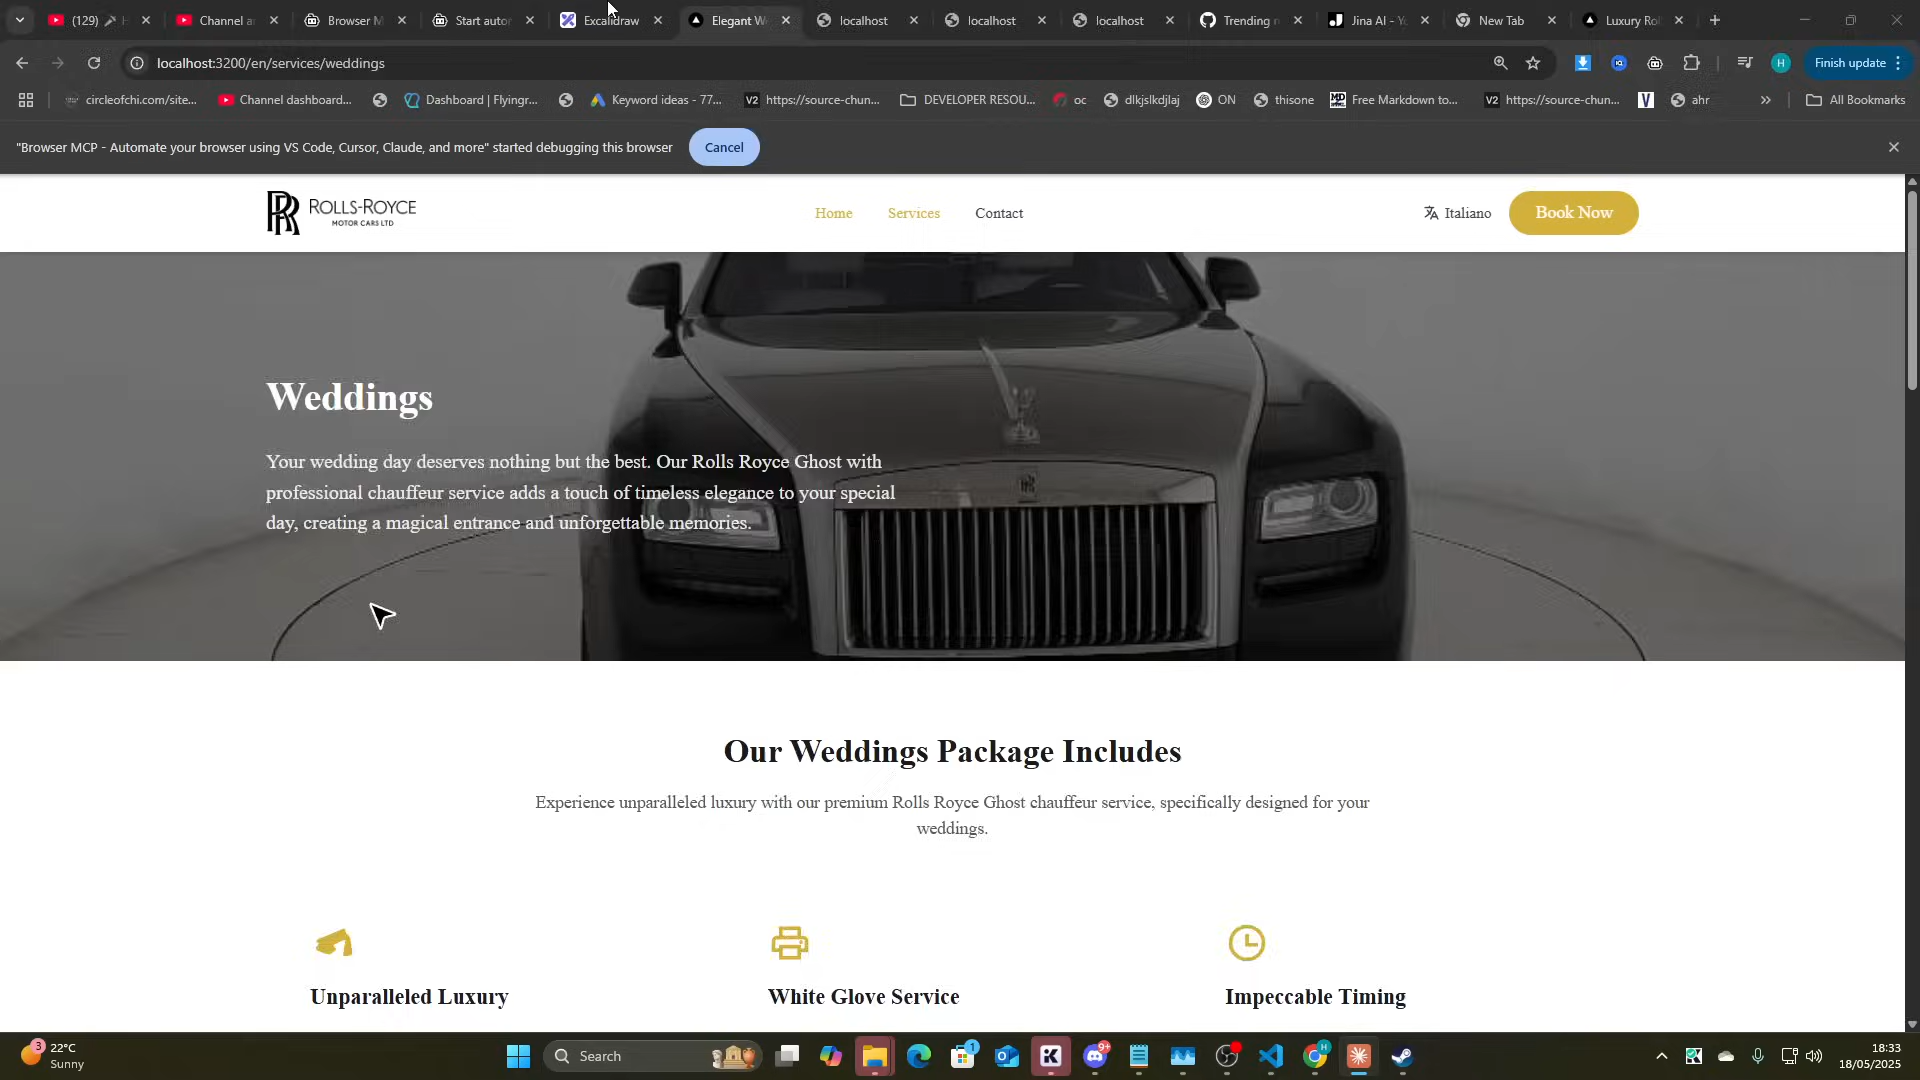 (129)
Channel a
Browser M
Start autor
Excalidraw
Elegant W
localhost
localhost
localhost
Trending r
Jina AI - Yo
New Tab
Luxury Rol
localhost:3200/en/services/weddings
Finish update
circleofchi.com/site...
Channel dashboard...
Dashboard | Flyingr...
Keyword ideas - 77...
https://source-chun...
DEVELOPER RESOU...
oc
dlkjslkdjlaj
ON
thisone
Free Markdown to...
https://source-chun...
ahr
All Bookmarks
"Browser MCP - Automate your browser using VS Code, Cursor, Claude, and more" started debugging this browser
Cancel
ROLLS-ROYCE
MOTOR CARS LTD
Home
Services
Contact
Italiano
Book Now
Weddings
Your wedding day deserves nothing but the best. Our Rolls Royce Ghost with
professional chauffeur service adds a touch of timeless elegance to your special
day, creating a magical entrance and unforgettable memories.
Our Weddings Package Includes
Experience unparalleled luxury with our premium Rolls Royce Ghost chauffeur service, specifically designed for your
weddings.
Unparalleled Luxury
White Glove Service
Impeccable Timing
3
22°C
Sunny
Search
1
9+
18:33
18/05/2025